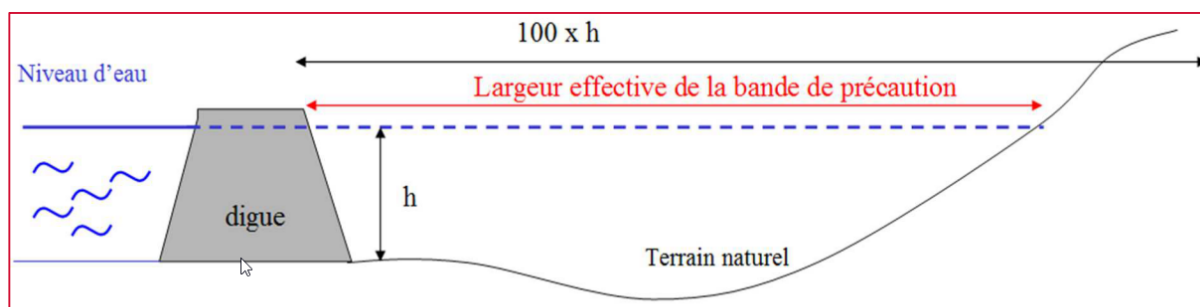 100 x h
Niveau d’eau
Largeur effective de la bande de précaution
h
digue
Terrain naturel